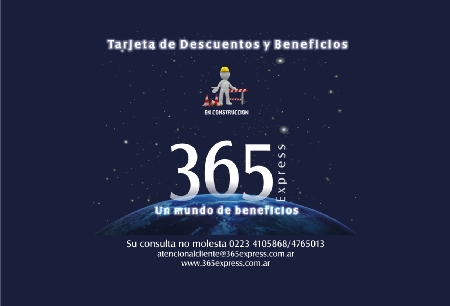 Tarjeta de Descuentos y Beneficios
EN CONSTRUCCION
365
Express
Un mundo de beneficios
Su consulta no molesta 0223 4105868/4765013
atencionalcliente@365express.com.ar
www.365express.com.ar